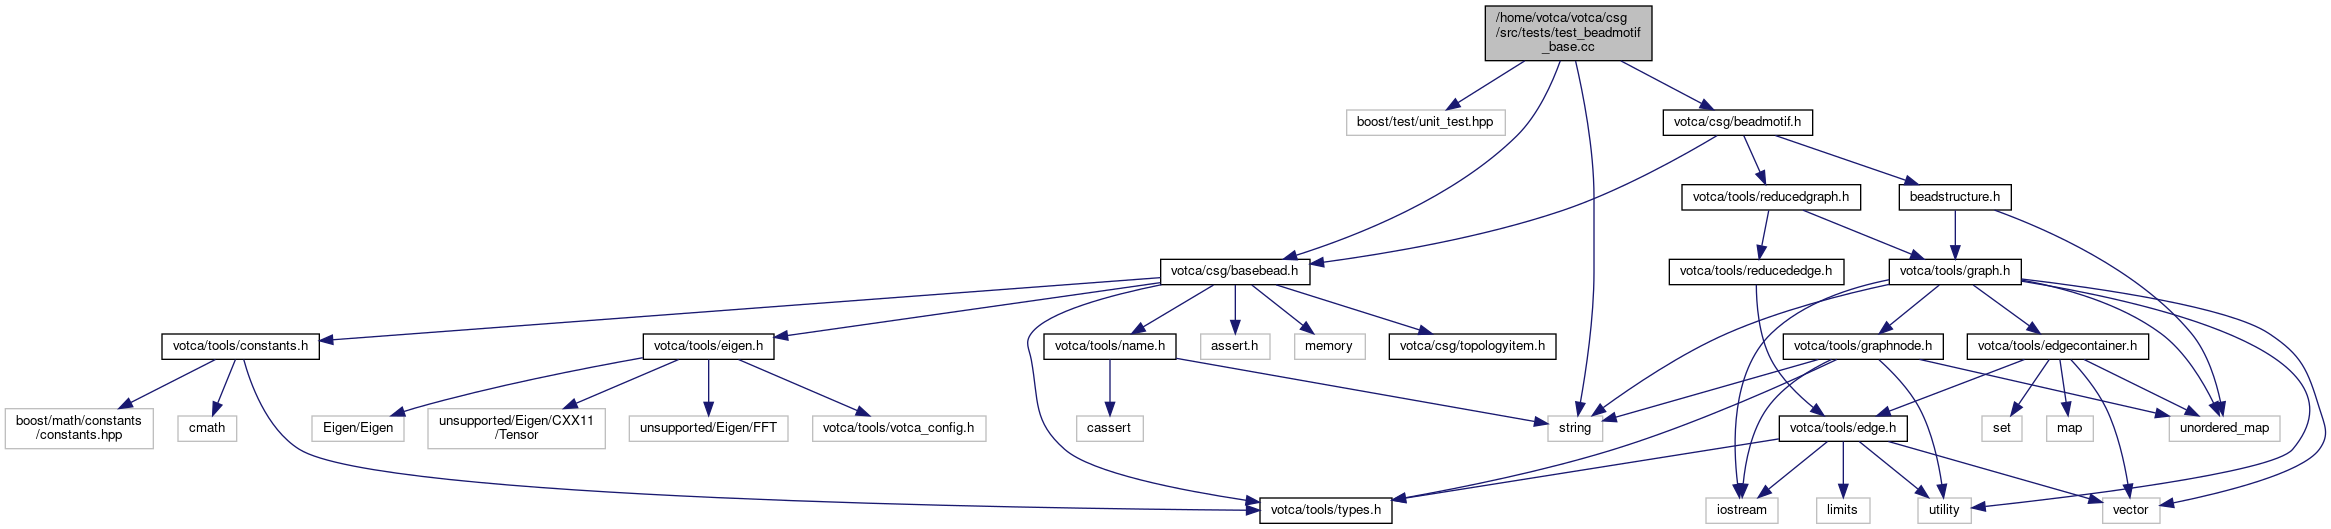 /home/votca/votca/csg
/src/tests/test_beadmotif
_base.cc
boost/test/unit_test.hpp
votca/csg/beadmotif.h
votca/tools/reducedgraph.h
beadstructure.h
votca/csg/basebead.h
votca/tools/reducededge.h
votca/tools/graph.h
votca/tools/constants.h
votca/tools/eigen.h
votca/tools/name.h
assert.h
memory
votca/csg/topologyitem.h
votca/tools/graphnode.h
votca/tools/edgecontainer.h
boost/math/constants
/constants.hpp
cmath
Eigen/Eigen
unsupported/Eigen/CXX11
/Tensor
unsupported/Eigen/FFT
votca/tools/votca_config.h
cassert
string
votca/tools/edge.h
set
map
unordered_map
votca/tools/types.h
iostream
limits
utility
vector